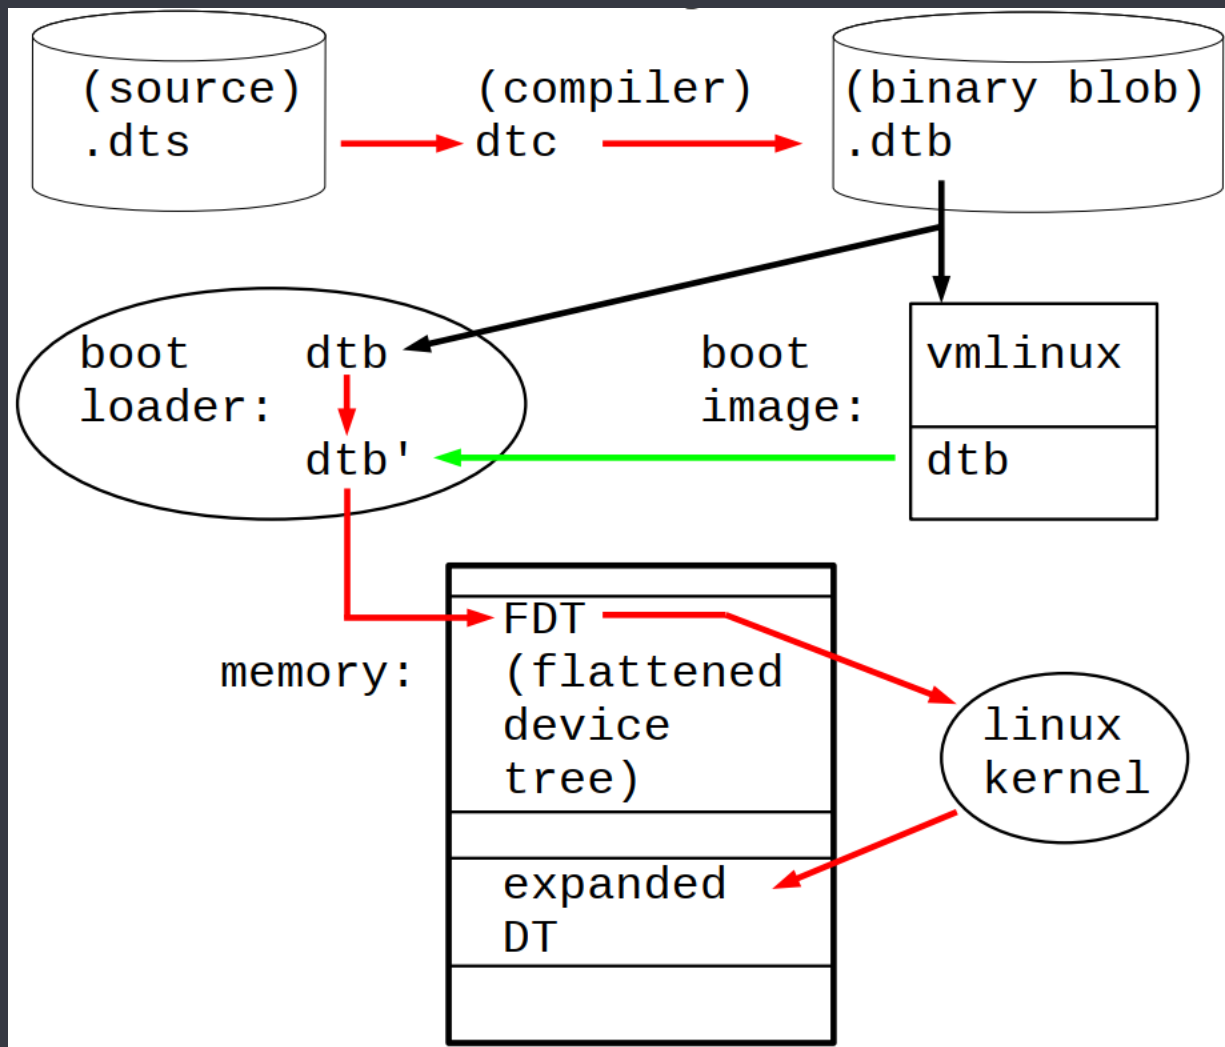 (source)
.dts
(compiler)
dtc
(binary blob)
.dtb
boot
loader:
dtb
dtb'
boot
image:
vmlinux
dtb
memory:
FDT
(flattened
device
tree)
linux
kernel
expanded
DT